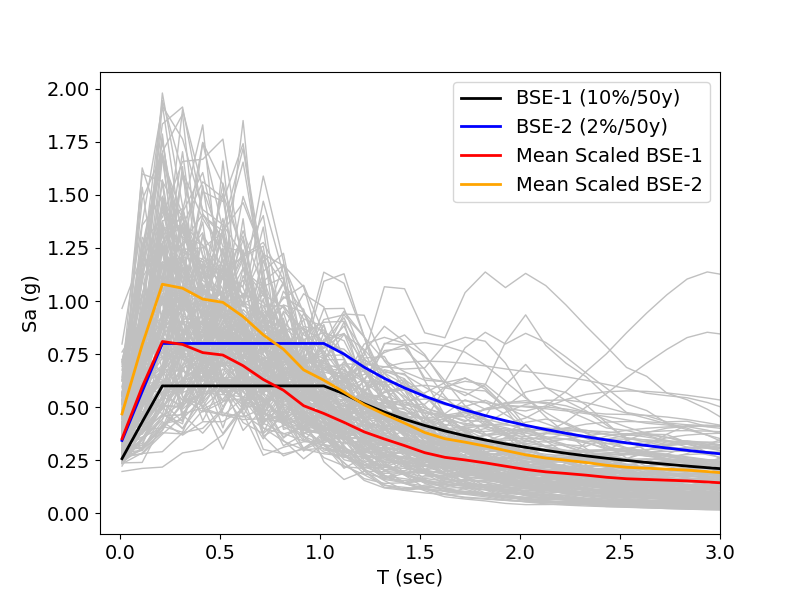 BSE-1 (10%/50y)
BSE-2 (2%/50y)
Mean Scaled BSE-1
Mean Scaled BSE-2
Sa (g)
2.00
1.75
1.50
1.25
1.00
0.75
0.50
0.25
0.00
0.0 0.5 1.0 1.5 2.0 2.5 3.0
T (sec)